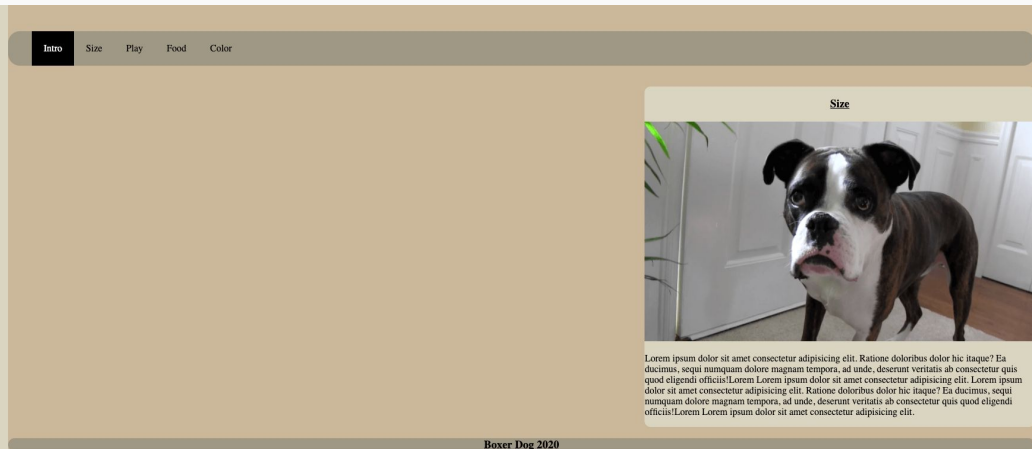 Intro Size Play Food Color
Size
Lorem ipsum dolor sit amet consectetur adipisicing elit. Ratione doloribus dolor hic itaque? Ea
ducimus, sequi numquam dolore magnam tempora, ad unde, deserunt veritatis ab consectetur quis
quod eligendi officiis!Lorem Lorem ipsum dolor sit amet consectetur adipisicing elit. Lorem ipsum
dolor sit amet consectetur adipisicing elit. Ratione doloribus dolor hic itaque? Ea ducimus, sequi
numquam dolore magnam tempora, ad unde, deserunt veritatis ab consectetur quis quod eligendi
officiis!Lorem Lorem ipsum dolor sit amet consectetur adipisicing elit.
Boxer Dog 2020